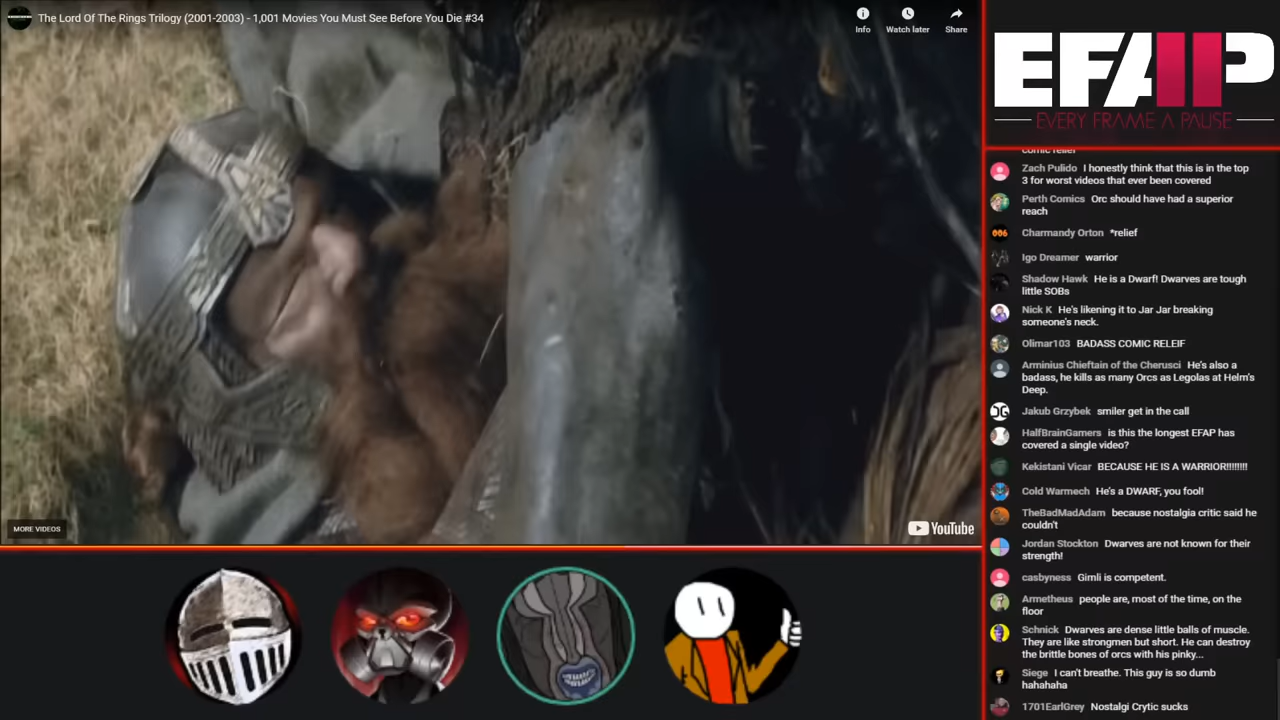 The Lord Of The Rings Trilogy (2001-2003) - 1,001 Movies You Must See Before You Die #34
Info
Watch later
Share
MORE VIDEOS
YouTube
EFAP
EVERY FRAME A PAUSE
comic relief
Zach Pulido I honestly think that this is in the top
3 for worst videos that ever been covered
Perth Comics Orc should have had a superior
reach
Charmandy Orton *relief
Igo Dreamer warrior
Shadow Hawk He is a Dwarf! Dwarves are tough
little SOBs
Nick K He's likening it to Jar Jar breaking
someone's neck.
Olimar103 BADASS COMIC RELEIF
Arminius Chieftain of the Cherusci He's also a
badass, he kills as many Orcs as Legolas at Helm's
Deep.
Jakub Grzybek smiler get in the call
HalfBrainGamers is this the longest EFAP has
covered a single video?
Kekistani Vicar BECAUSE HE IS A WARRIOR!!!!!!!!
Cold Warmech He's a DWARF, you fool!
TheBadMadAdam because nostalgia critic said he
couldn't
Jordan Stockton Dwarves are not known for their
strength!
casbyness Gimli is competent.
Armetheus people are, most of the time, on the
floor
Schnick Dwarves are dense little balls of muscle.
They are like strongmen but short. He can destroy
the brittle bones of orcs with his pinky...
Siege I can't breathe. This guy is so dumb
hahahaha
1701EarlGrey Nostalgi Crytic sucks